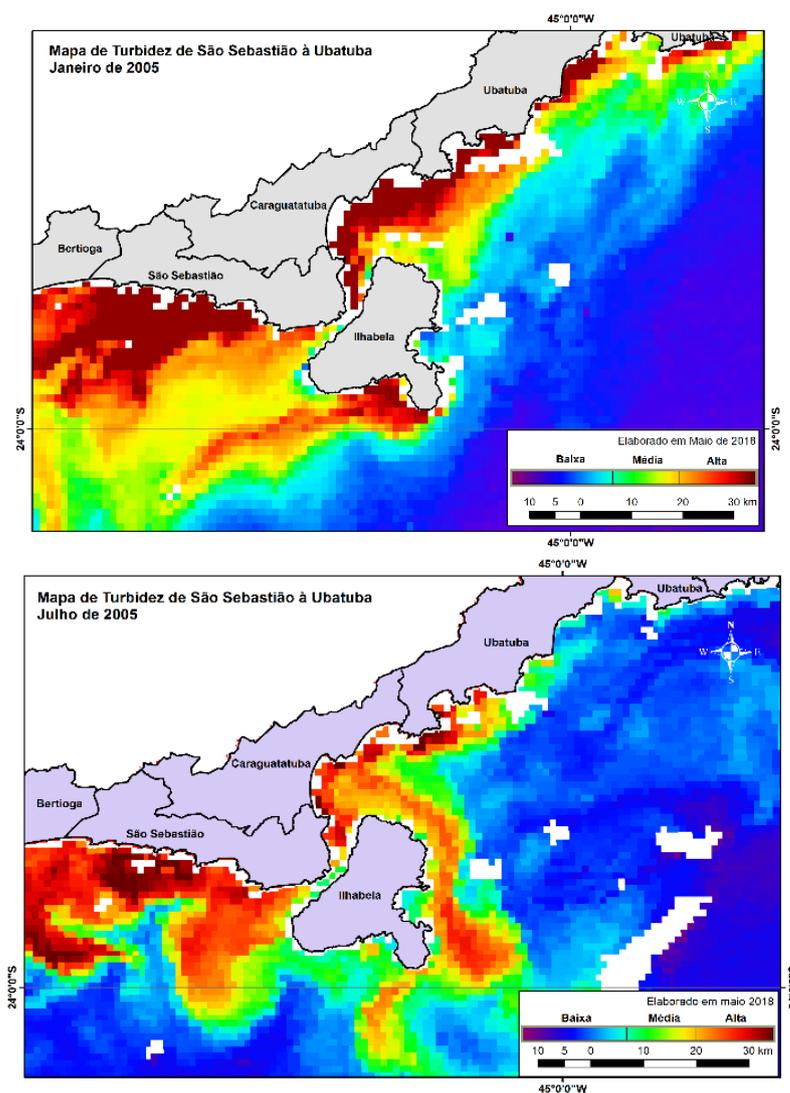 45°0'0"W
Mapa de Turbidez de São Sebastião à Ubatuba
Janeiro de 2005
Ubatuba
Ubatuba
N
W E
S
Caraguatatuba
Bertioga
São Sebastião
Ilhabela
24°0'0"S
24°0'0"S
Elaborado em Maio de 2018
Baixa Média Alta
10 5 0 10 20 30 km
45°0'0"W
45°0'0"W
Mapa de Turbidez de São Sebastião à Ubatuba
Julho de 2005
Ubatuba
Ubatuba
N
W E
S
Caraguatatuba
Bertioga
São Sebastião
Ilhabela
24°0'0"S
Elaborado em maio 2018
Baixa Média Alta
10 5 0 10 20 30 km
45°0'0"W